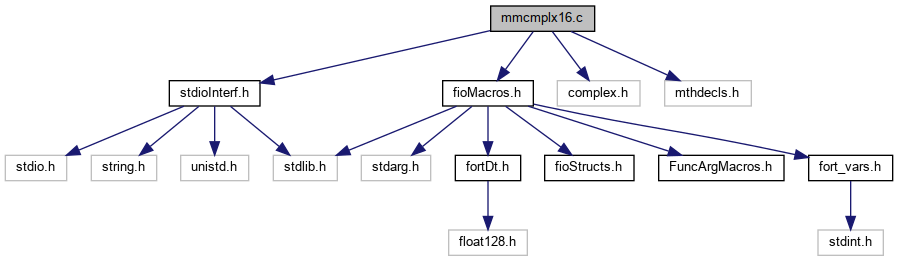 mmcmplx16.c
stdioInterf.h
fioMacros.h
complex.h
mthdecls.h
stdio.h
string.h
unistd.h
stdlib.h
stdarg.h
fortDt.h
fioStructs.h
FuncArgMacros.h
fort_vars.h
float128.h
stdint.h